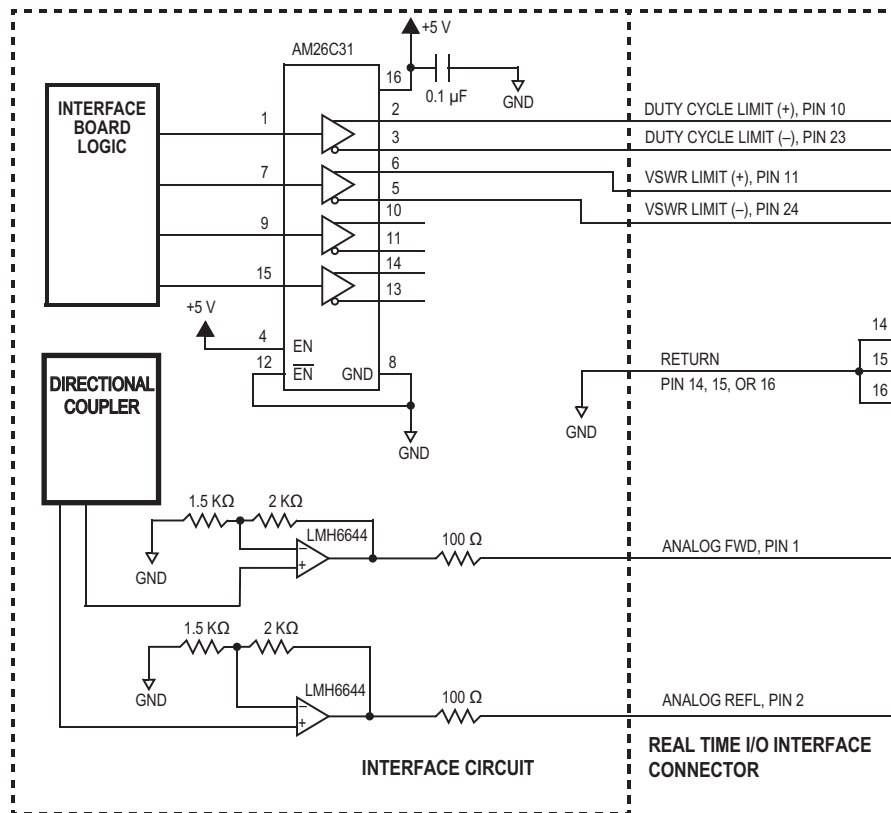 +5 V
AM26C31
16
0.1 µF
GND
INTERFACE
BOARD
LOGIC
1
2
3
DUTY CYCLE LIMIT (+), PIN 10
DUTY CYCLE LIMIT (–), PIN 23
7
6
5
VSWR LIMIT (+), PIN 11
VSWR LIMIT (–), PIN 24
9
10
11
15
14
13
+5 V
4
EN
12
EN
GND
8
GND
DIRECTIONAL
COUPLER
RETURN
PIN 14, 15, OR 16
GND
14
15
16
1.5 KΩ
2 KΩ
LMH6644
–
+
GND
100 Ω
ANALOG FWD, PIN 1
1.5 KΩ
2 KΩ
LMH6644
–
+
GND
100 Ω
ANALOG REFL, PIN 2
INTERFACE CIRCUIT
REAL TIME I/O INTERFACE
CONNECTOR